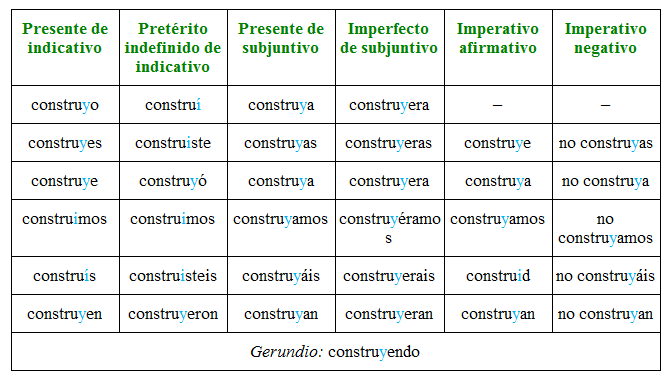 Presente de indicativo | Pretérito indefinido de indicativo | Presente de subjuntivo | Imperfecto de subjuntivo | Imperativo afirmativo | Imperativo negativo
construyo | construí | construya | construyera | – | –
construyes | construiste | construyas | construyeras | construye | no construyas
construye | construyó | construya | construyera | construya | no construya
construimos | construimos | construyamos | construyéramos | construyamos | no construyamos
construís | construisteis | construyáis | construyerais | construid | no construyáis
construyen | construyeron | construyan | construyeran | construyan | no construyan
Gerundio: construyendo